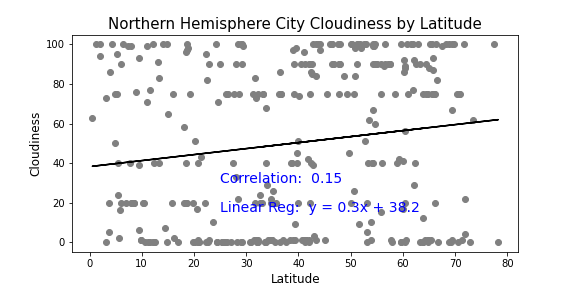 Northern Hemisphere City Cloudiness by Latitude
100
80
60
40
20
0
Cloudiness
Correlation: 0.15
Linear Reg: y = 0.3x + 38.2
0 10 20 30 40 50 60 70 80
Latitude